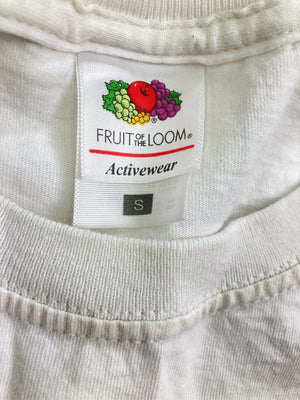 ®
FRUIT OF THE LOOM®
Activewear
S